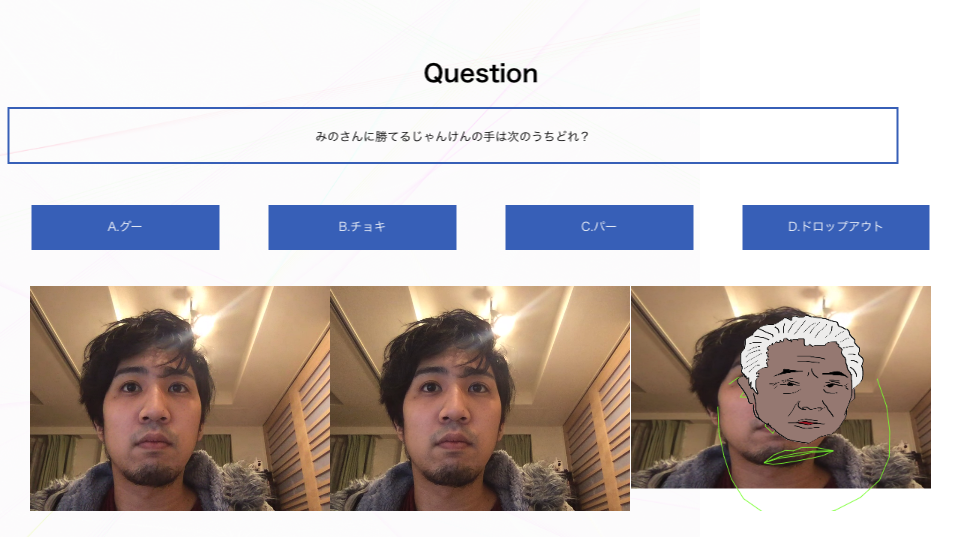 Question
みのさんに勝てるじゃんけんの手は次のうちどれ？
A.グー
B.チョキ
C.パー
D.ドロップアウト